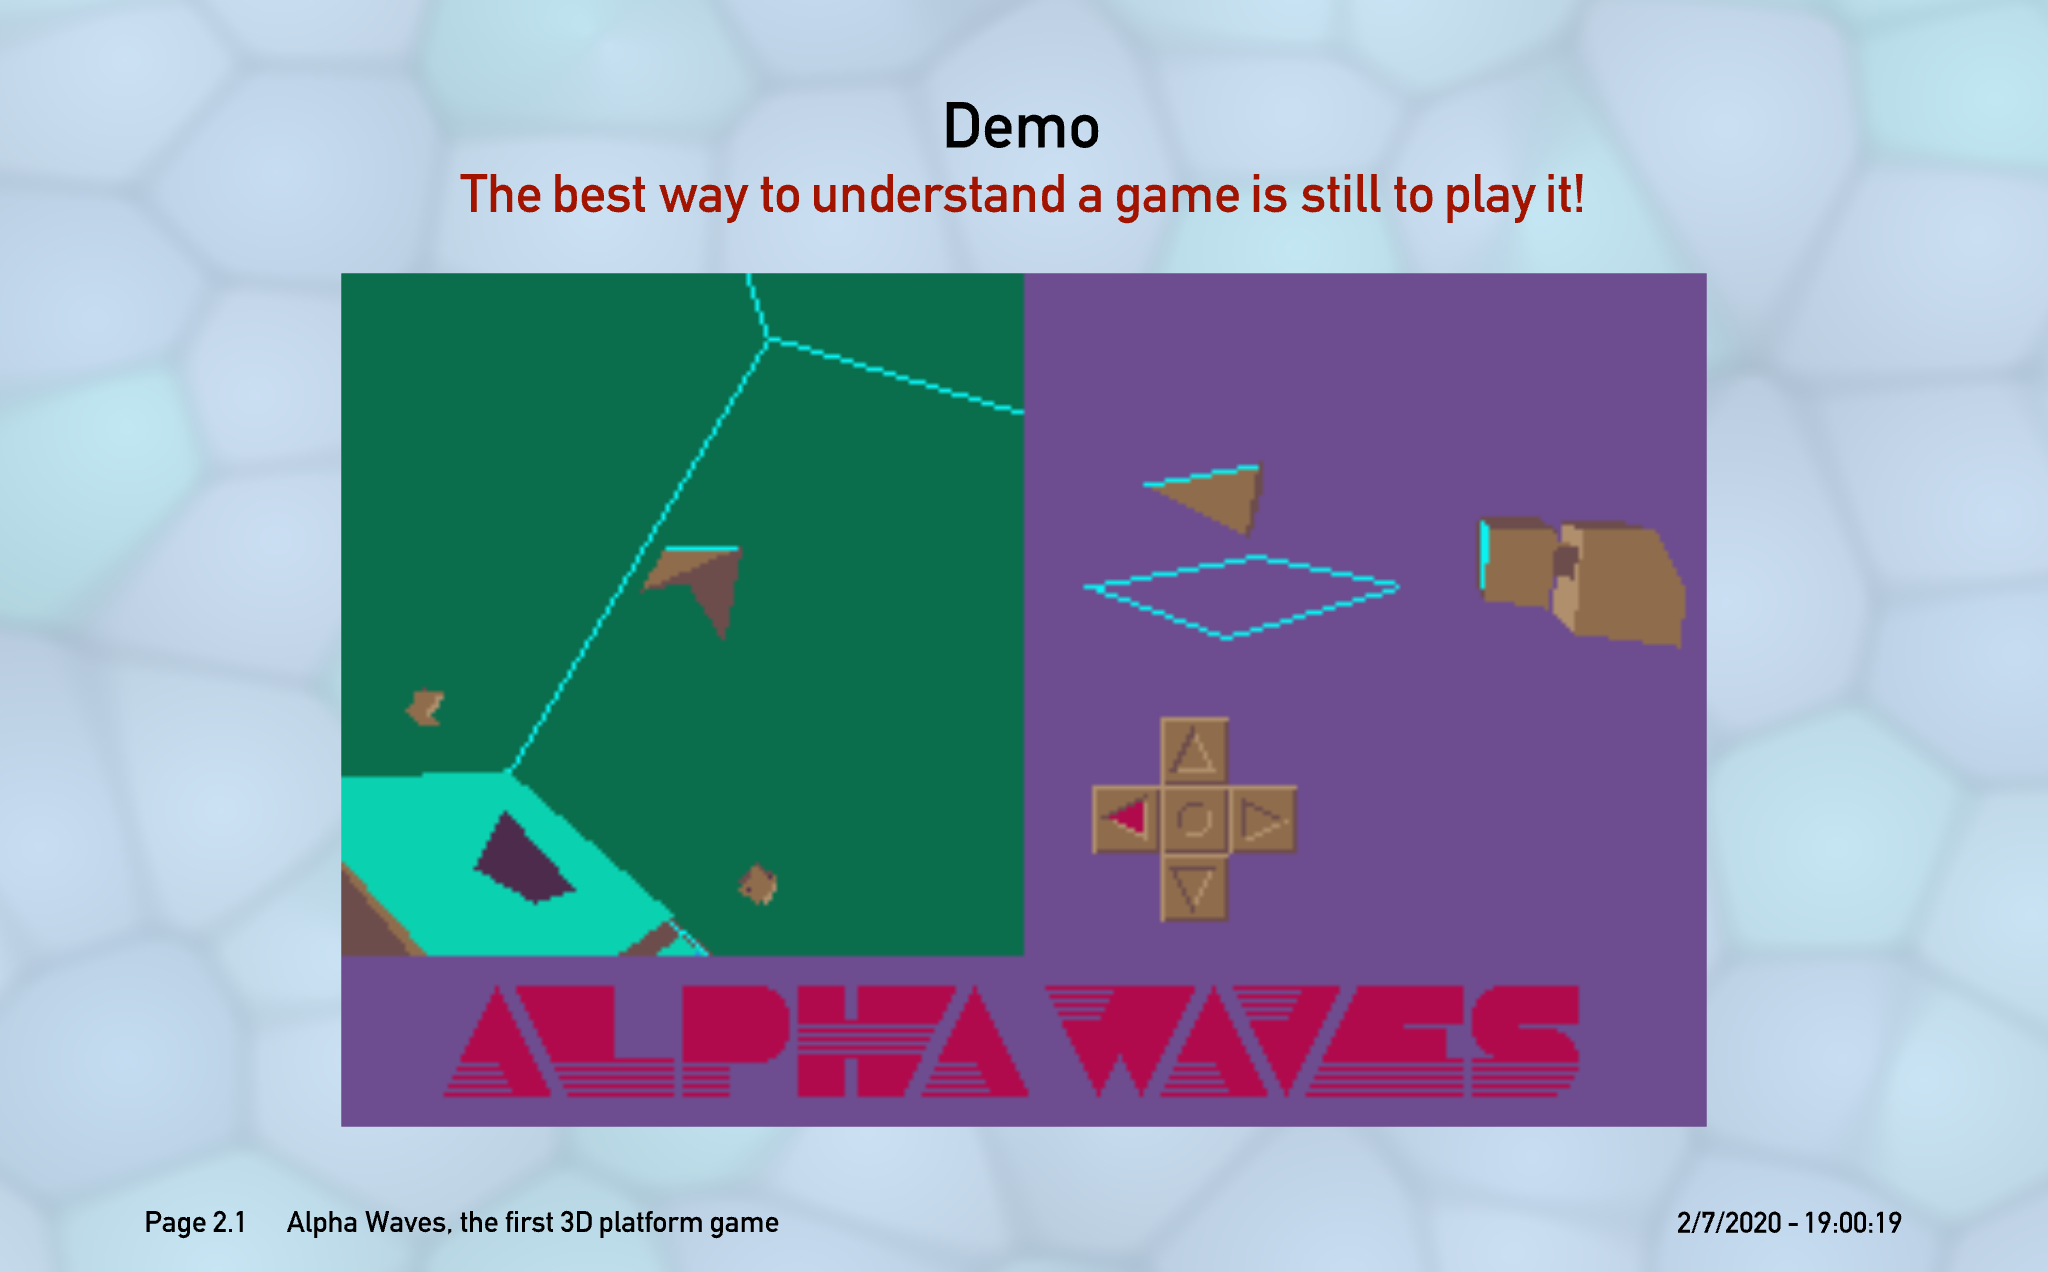 Demo
The best way to understand a game is still to play it!
ALPHA WAVES
Page 2.1 Alpha Waves, the first 3D platform game 2/7/2020 - 19:00:19